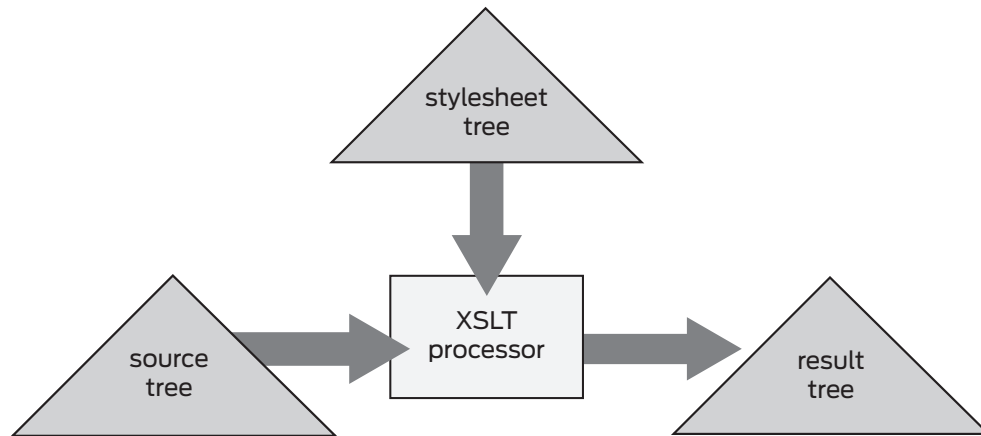 stylesheet
tree
XSLT
processor
source
tree
result
tree